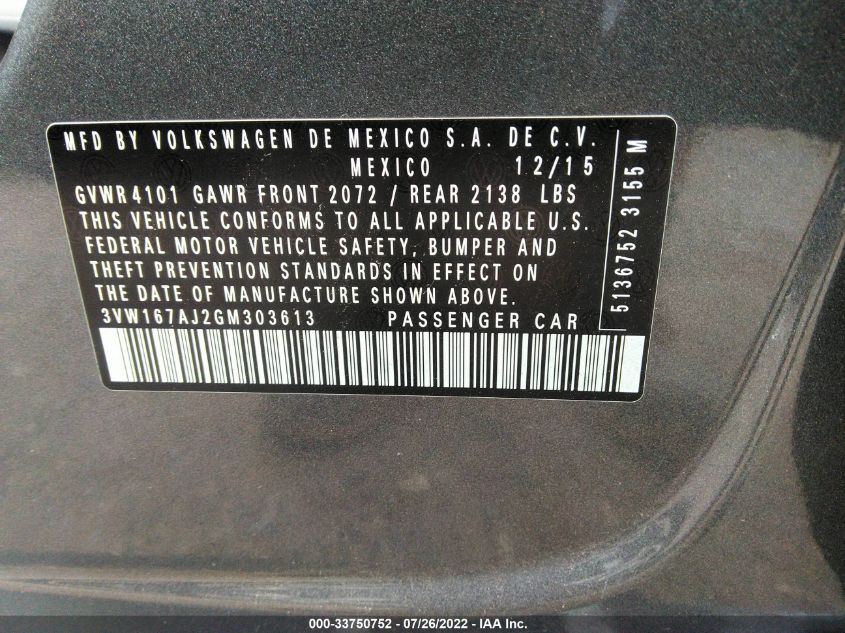 MFD BY VOLKSWAGEN DE MEXICO S.A. DE C.V.
MEXICO 12/15
GVWR4101 GAWR FRONT 2072 / REAR 2138 LBS
THIS VEHICLE CONFORMS TO ALL APPLICABLE U.S.
FEDERAL MOTOR VEHICLE SAFETY, BUMPER AND
THEFT PREVENTION STANDARDS IN EFFECT ON
THE DATE OF MANUFACTURE SHOWN ABOVE.
3VW167AJ2GM303613 PASSENGER CAR
5136752 3155 M
000-33750752 - 07/26/2022 - IAA Inc.